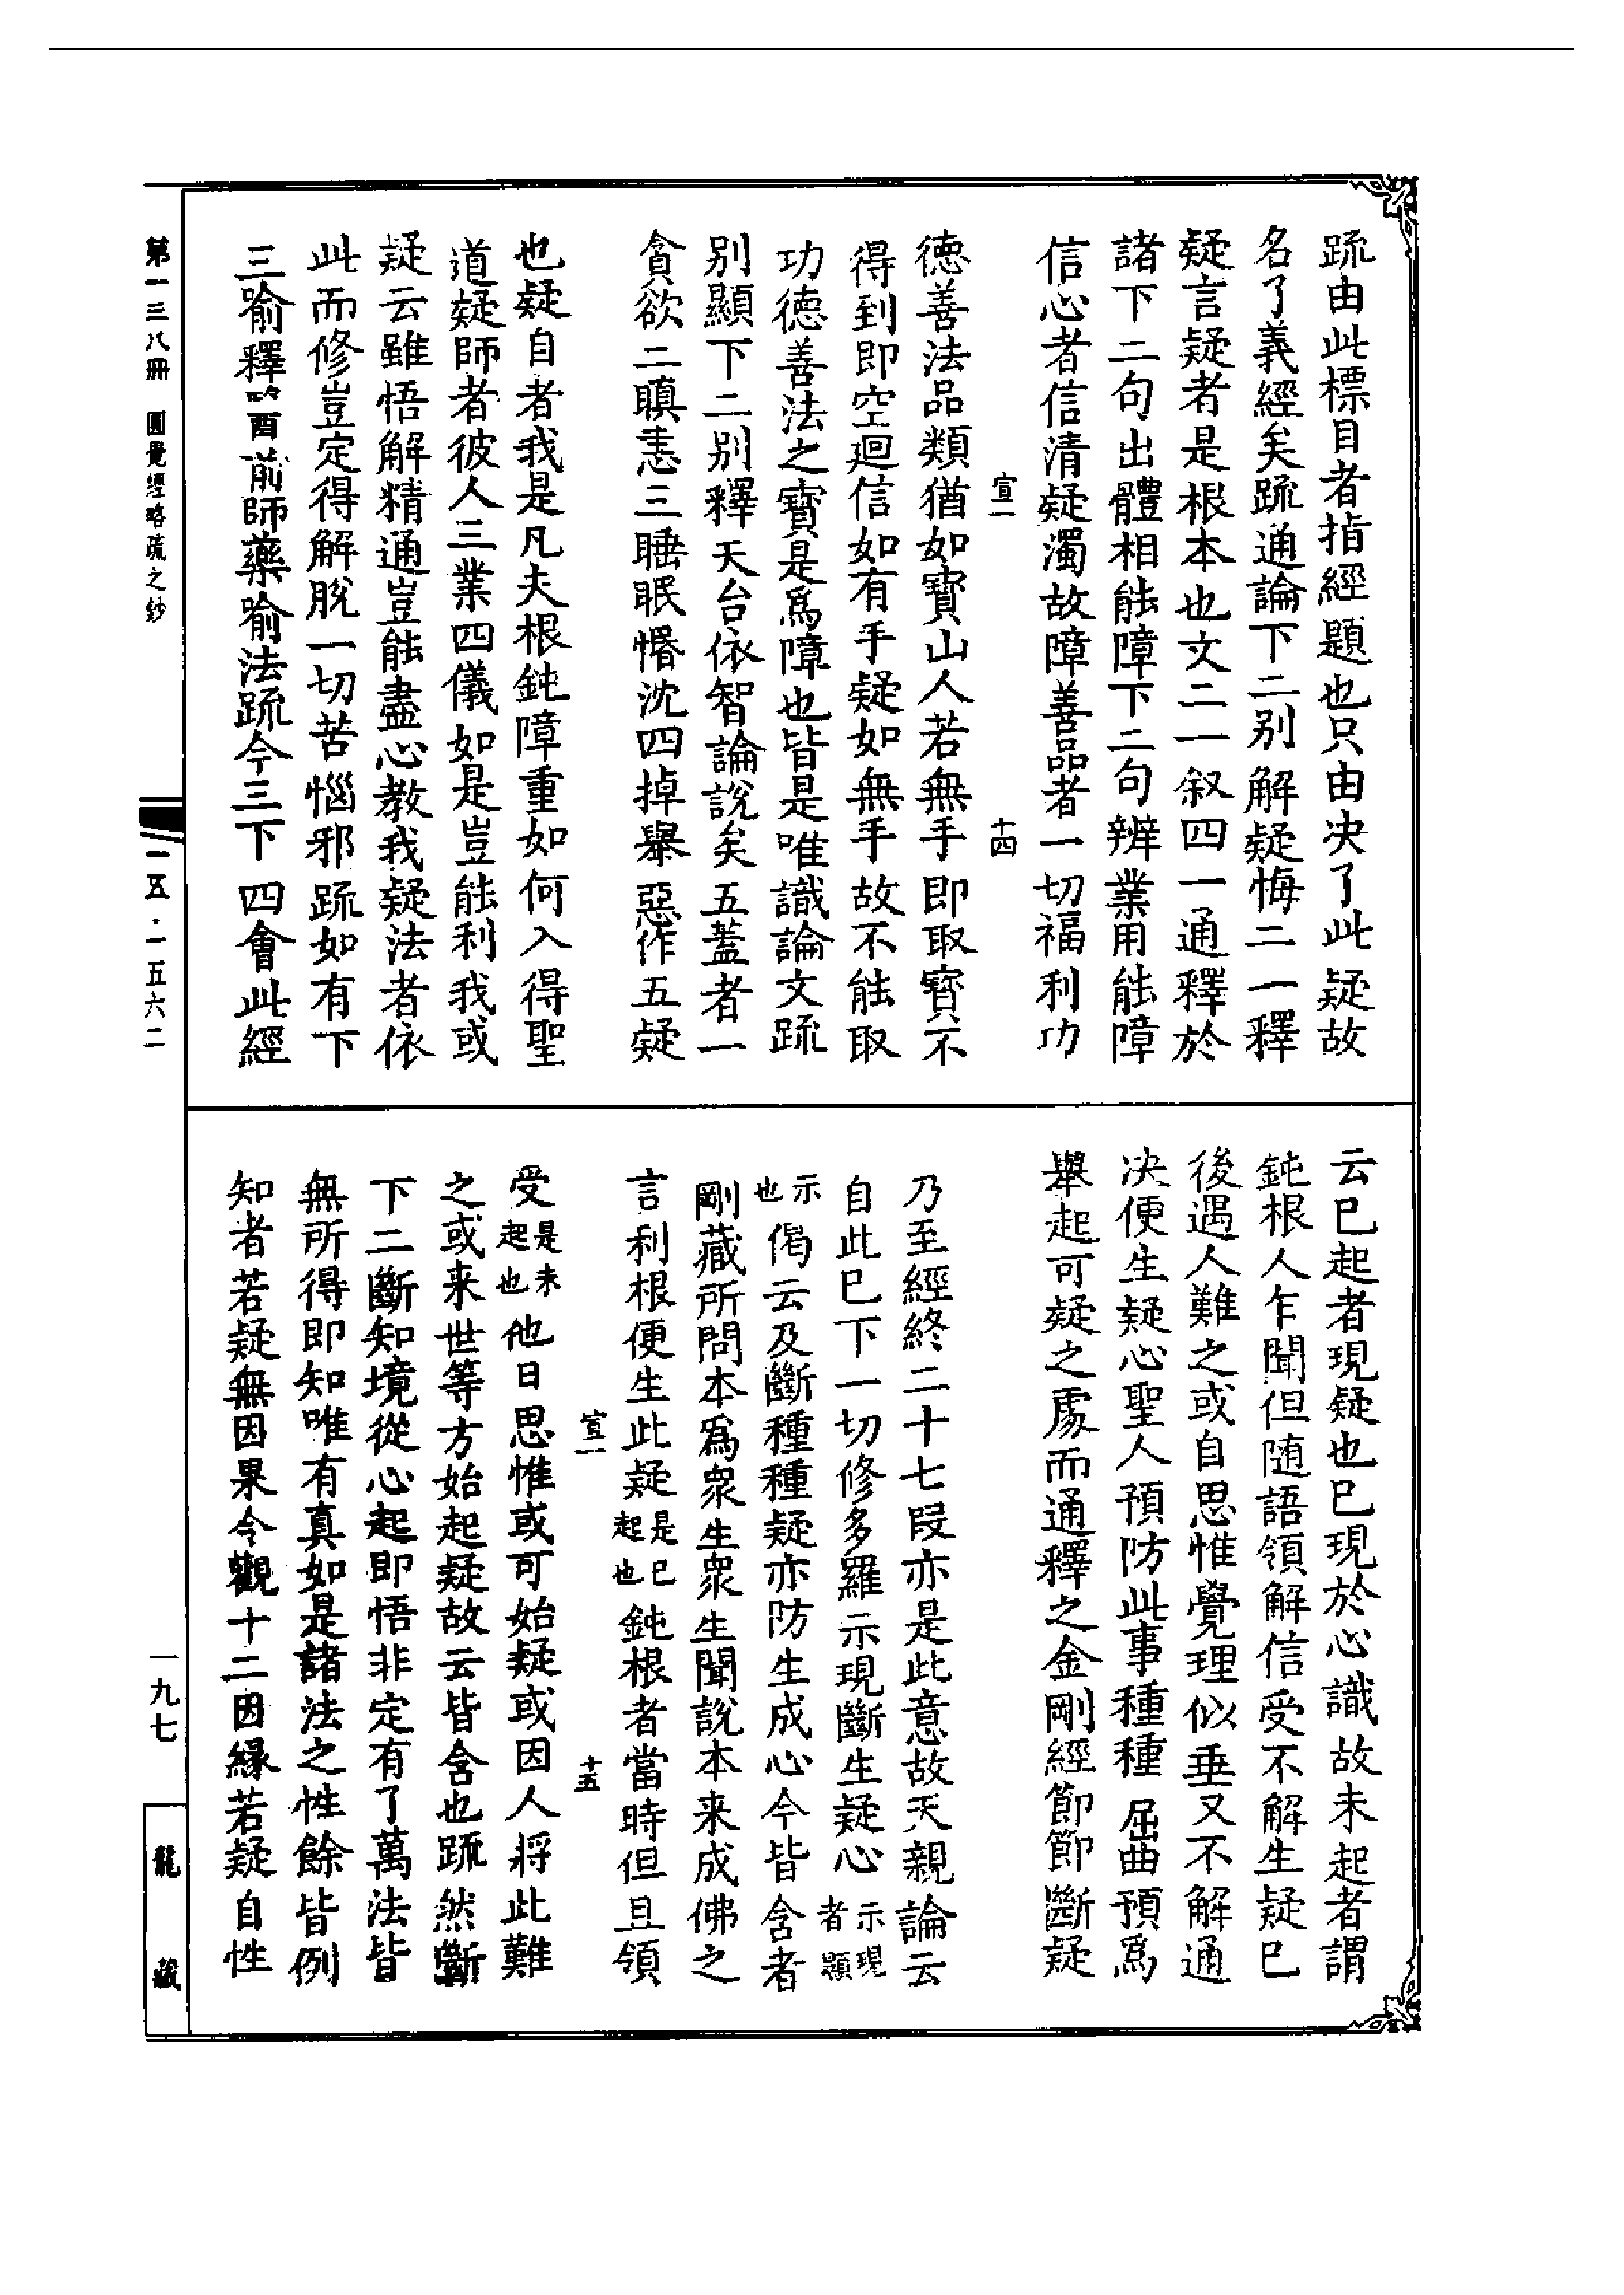 䟽由此標目者指經題也只由决了此疑故
名了義經矣䟽通論下二别解疑悔二一釋
疑言疑者是根本也文二一叙四一通釋於
諸下二句出體相能障下二句辨業用能障
信心者信清疑濁故障善品者一切福利功
宣一
十四
德善法品類猶如寶山人若無手即取寶不
得到即空廻信如有手疑如無手故不能取
功德善法之寶是爲障也皆是唯識論文䟽
别顯下二别釋天台依智論說矣五蓋者一
貪欲二瞋恚三睡眠惛沈四掉舉惡作五疑
也疑自者我是凡夫根鈍障重如何入得聖
道疑師者彼人三業四儀如是豈能利我或
疑云雖悟解精通豈能盡心教我疑法者依
此而修豈定得解脫一切苦惱邪䟽如有下
三喻釋前師藥喻法䟽今三下四會此經
云巳起者現疑也巳現於心識故未起者謂
鈍根人乍聞但随語領解信受不解生疑巳
後遇人難之或自思惟覺理似乖又不解通
决便生疑心聖人預防此事種種屈曲預爲
舉起可疑之處而通釋之金剛經節節斷疑
乃至經終二十七段亦是此意故天親論云
自此巳下一切修多羅示現斷生疑心示現者顯
示也偈云及斷種種疑亦防生成心今皆含者
剛藏所問本爲衆生衆生聞說本来成佛之
言利根便生此疑是巳起也鈍根者當時但且領
宣一
十五
受是未起也他日思惟或可始疑或因人將此難
之或来世等方始起疑故云皆含也䟽然斷
下二斷知境從心起即悟非定有了萬法皆
無所得即知唯有真如是諸法之性餘皆例
知者若疑無因果令觀十二因緣若疑自性
第一三八冊 圓覺經略疏之鈔
一五·一五六二
一九七
龍藏